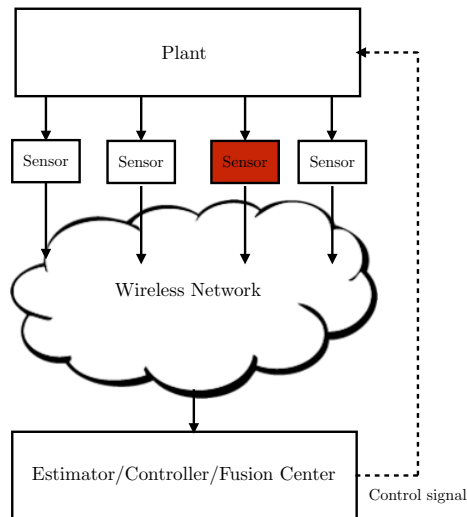 Plant
Sensor Sensor Sensor Sensor
Wireless Network
Estimator/Controller/Fusion Center
Control signal